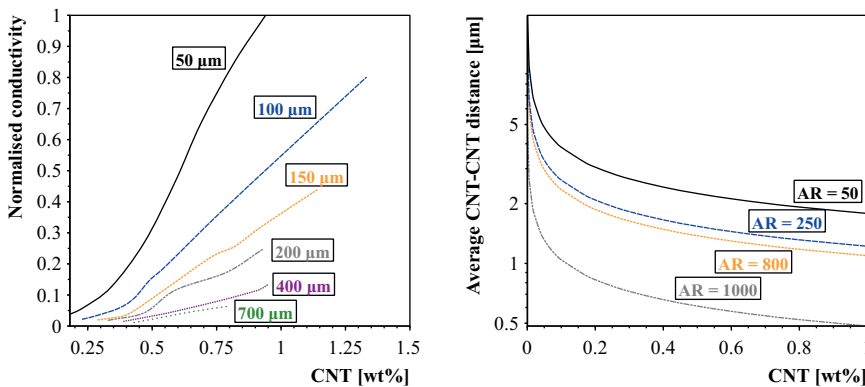 Normalised conductivity
1
0.9
0.8
0.7
0.6
0.5
0.4
0.3
0.2
0.1
0
50 μm
100 μm
150 μm
200 μm
400 μm
700 μm
0.25 0.5 0.75 1 1.25 1.5
CNT [wt%]
Average CNT-CNT distance [μm]
5
2
1
0.5
AR = 50
AR = 250
AR = 800
AR = 1000
0 0.2 0.4 0.6 0.8 1
CNT [wt%]